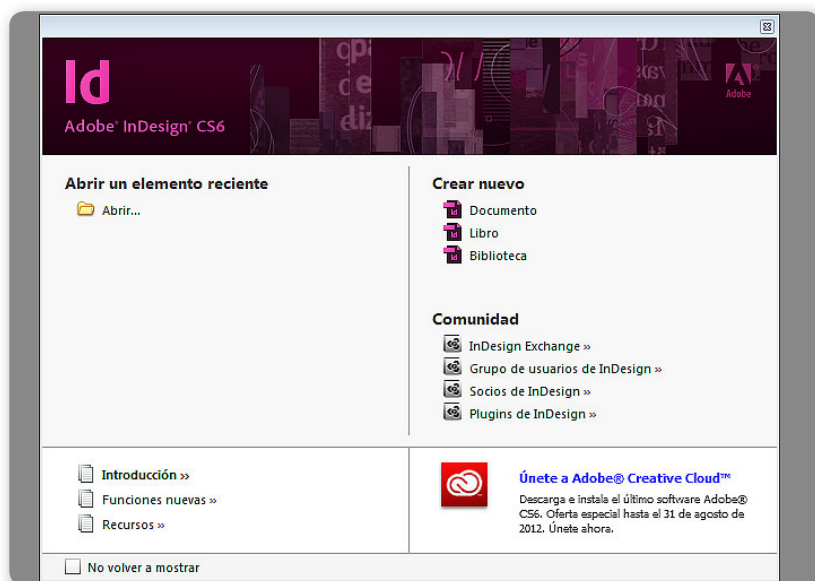 Id
Adobe® InDesign® CS6
Adobe
Abrir un elemento reciente
Abrir...
Crear nuevo
Documento
Libro
Biblioteca
Comunidad
InDesign Exchange »
Grupo de usuarios de InDesign »
Socios de InDesign »
Plugins de InDesign »
Introducción »
Funciones nuevas »
Recursos »
Únete a Adobe® Creative Cloud™
Descarga e instala el último software Adobe®
CS6. Oferta especial hasta el 31 de agosto de
2012. Únete ahora.
No volver a mostrar